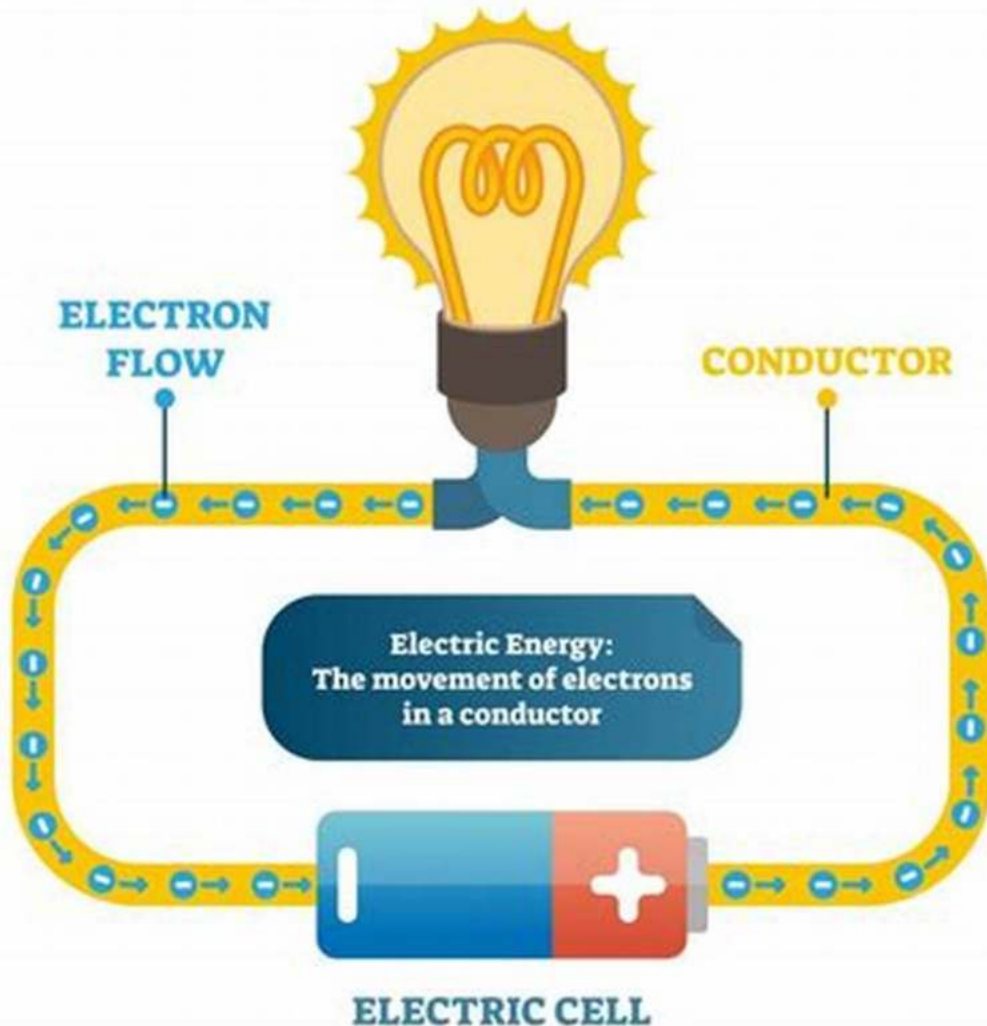 ELECTRON
FLOW
CONDUCTOR
Electric Energy:
The movement of electrons
in a conductor
ELECTRIC CELL